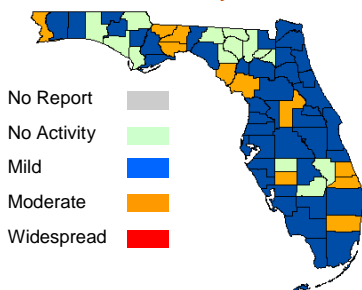 No Report
No Activity
Mild
Moderate
Widespread